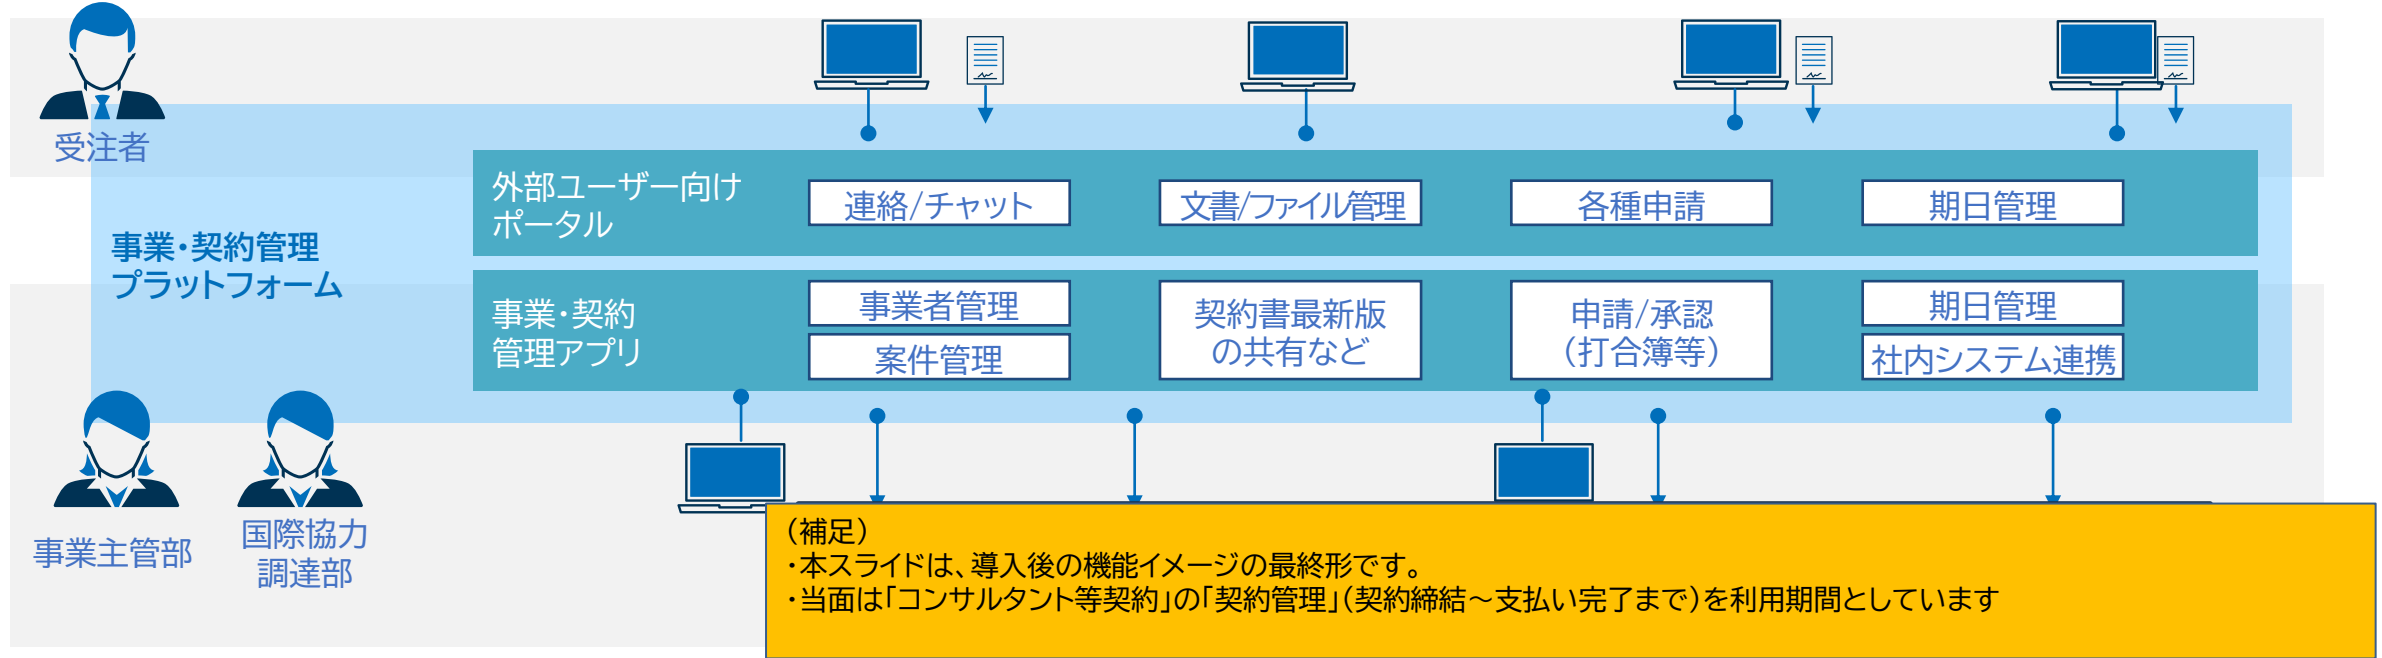 受注者
外部ユーザー向け
ポータル
連絡/チャット
文書/ファイル管理
各種申請
期日管理
事業・契約管理
プラットフォーム
事業・契約
管理アプリ
事業者管理
案件管理
契約書最新版
の共有など
申請/承認
（打合簿等）
期日管理
社内システム連携
事業主管部
国際協力
調達部
（補足）
・本スライドは、導入後の機能イメージの最終形です。
・当面は「コンサルタント等契約」の「契約管理」（契約締結～支払い完了まで）を利用期間としています